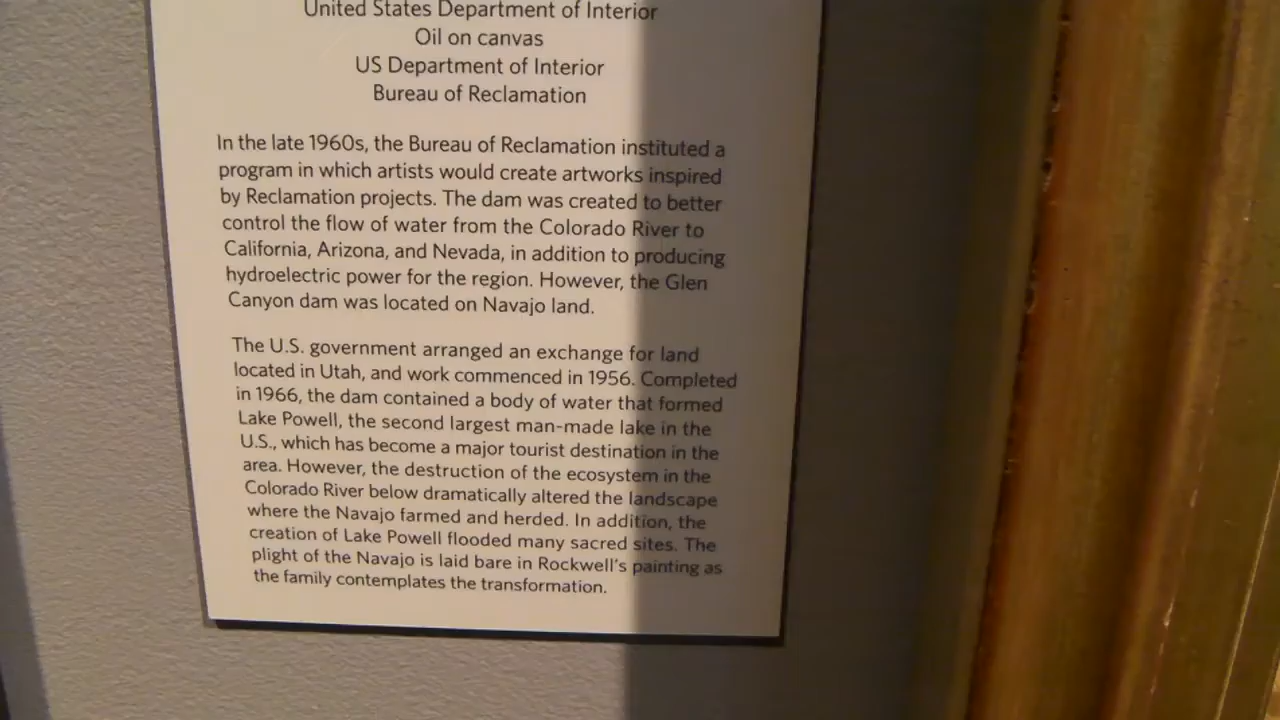 United States Department of Interior
Oil on canvas
US Department of Interior
Bureau of Reclamation
In the late 1960s, the Bureau of Reclamation instituted a
program in which artists would create artworks inspired
by Reclamation projects. The dam was created to better
control the flow of water from the Colorado River to
California, Arizona, and Nevada, in addition to producing
hydroelectric power for the region. However, the Glen
Canyon dam was located on Navajo land.
The U.S. government arranged an exchange for land
located in Utah, and work commenced in 1956. Completed
in 1966, the dam contained a body of water that formed
Lake Powell, the second largest man-made lake in the
U.S., which has become a major tourist destination in the
area. However, the destruction of the ecosystem in the
Colorado River below dramatically altered the landscape
where the Navajo farmed and herded. In addition, the
creation of Lake Powell flooded many sacred sites. The
plight of the Navajo is laid bare in Rockwell's painting as
the family contemplates the transformation.